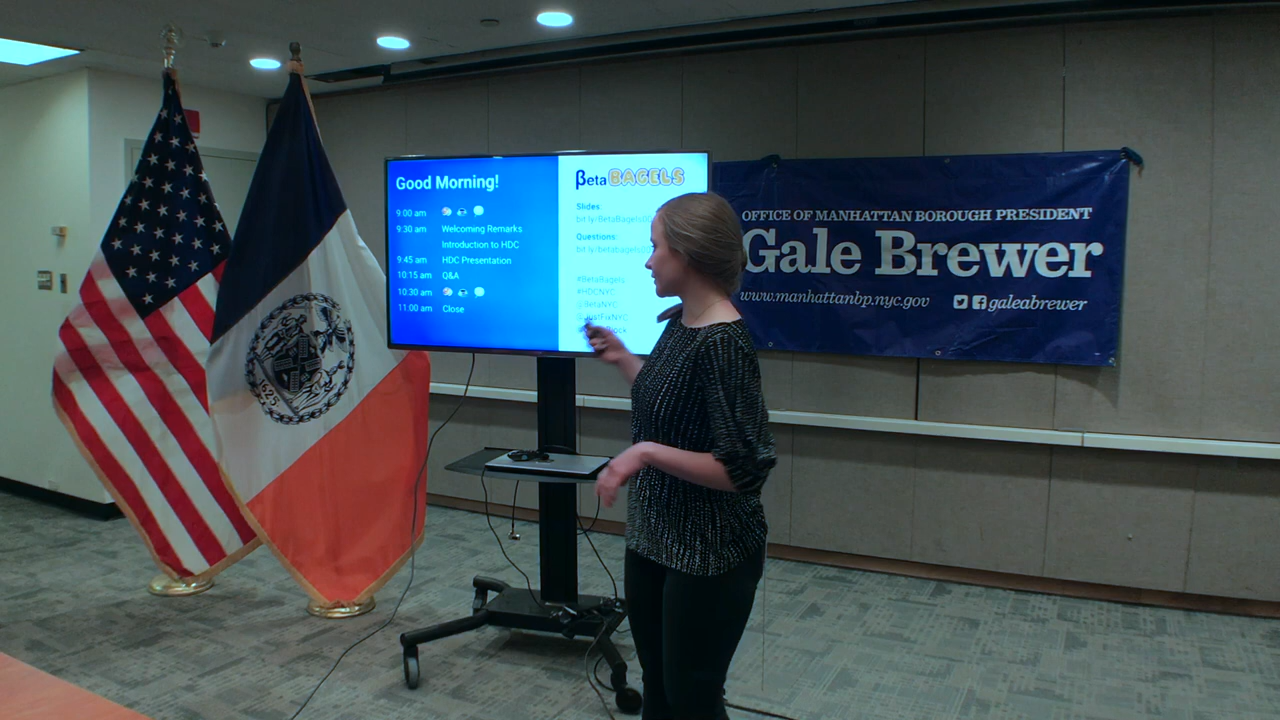 Good Morning!
9:00 am
9:30 am Welcoming Remarks
Introduction to HDC
9:45 am HDC Presentation
10:15 am Q&A
10:30 am
11:00 am Close
βeta BAGELS
Slides:
Questions:
#BetaBagels
#HDCNYC
@BetaNYC
@JustFixNYC
OFFICE OF MANHATTAN BOROUGH PRESIDENT
Gale Brewer
www.manhattanbp.nyc.gov galeabrewer
1625